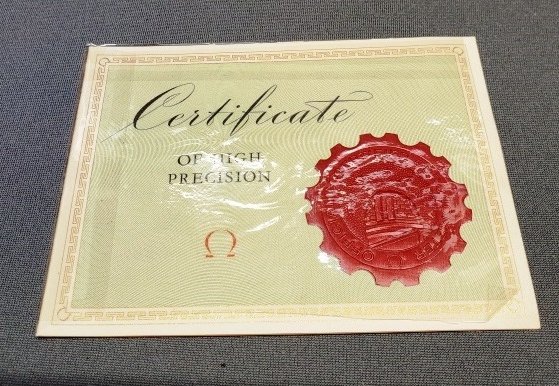 Certificate
OF HIGH
PRECISION
Ω